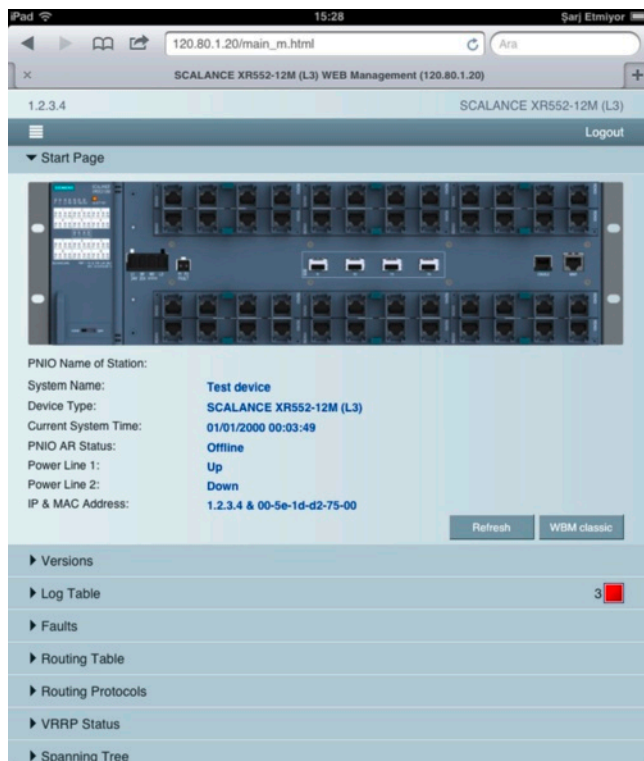 iPad 15:28 Şarj Etmiyor
120.80.1.20/main_m.html Ara
SCALANCE XR552-12M (L3) WEB Management (120.80.1.20)
1.2.3.4 SCALANCE XR552-12M (L3)
Logout
Start Page
PNIO Name of Station:
System Name: Test device
Device Type: SCALANCE XR552-12M (L3)
Current System Time: 01/01/2000 00:03:49
PNIO AR Status: Offline
Power Line 1: Up
Power Line 2: Down
IP & MAC Address: 1.2.3.4 & 00-5e-1d-d2-75-00
Refresh WBM classic
Versions
Log Table 3
Faults
Routing Table
Routing Protocols
VRRP Status
Spanning Tree